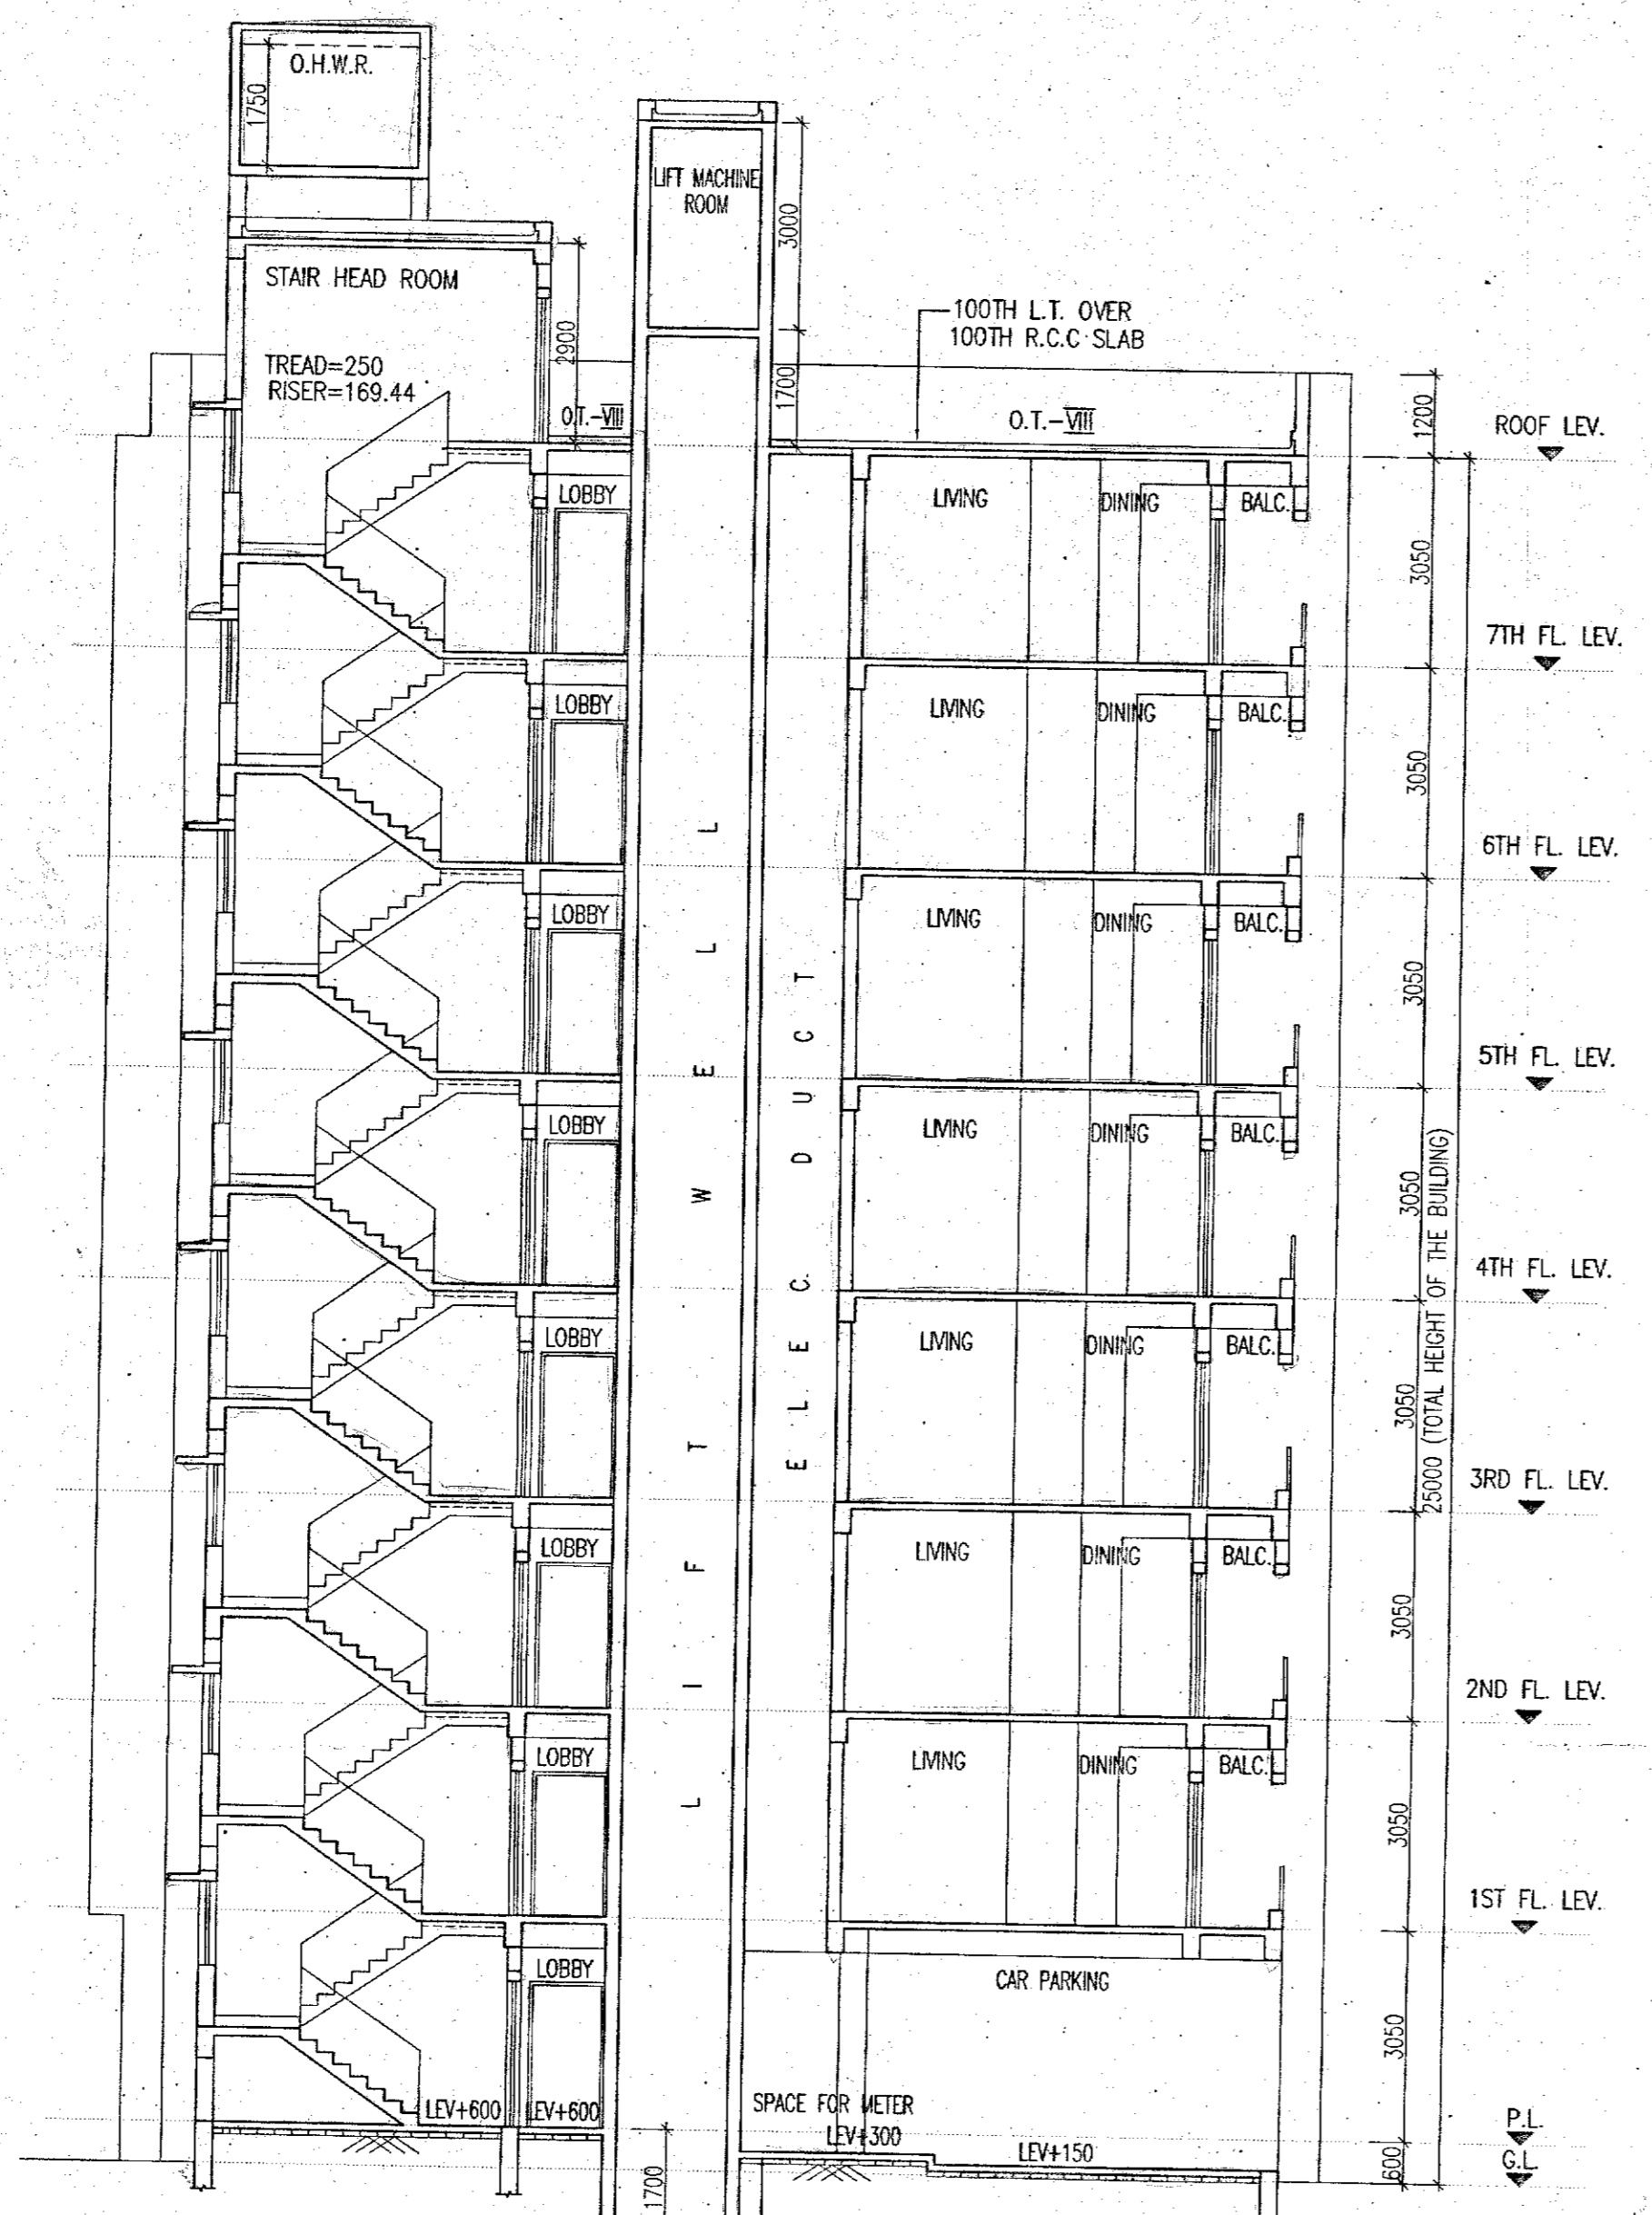 O.H.W.R.
1750
LIFT MACHINE
ROOM
3000
STAIR HEAD ROOM
2900
TREAD=250
RISER=169.44
100TH L.T. OVER
100TH R.C.C SLAB
1700
O.T.-VIII
O.T.-VIII
1200
ROOF LEV.
LOBBY
LIVING
DINING
BALC.
3050
7TH FL. LEV.
LOBBY
LIVING
DINING
BALC.
3050
6TH FL. LEV.
LOBBY
LIVING
DINING
BALC.
3050
5TH FL. LEV.
LOBBY
LIVING
DINING
BALC.
3050
4TH FL. LEV.
LOBBY
LIVING
DINING
BALC.
3050
3RD FL. LEV.
LOBBY
LIVING
DINING
BALC.
3050
2ND FL. LEV.
LOBBY
LIVING
DINING
BALC.
3050
1ST FL. LEV.
LIFT WELL
ELEC. DUCT
25000 (TOTAL HEIGHT OF THE BUILDING)
LOBBY
CAR PARKING
3050
LEV+600
LEV+600
SPACE FOR METER
LEV+300
LEV+150
1700
600
P.L.
G.L.